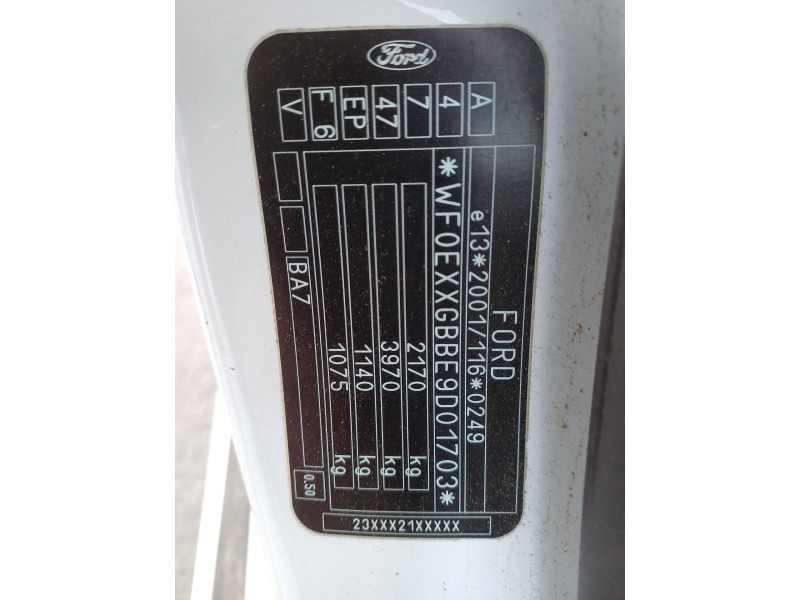 Ford
A
4
7
47
EP
F 6
V
FORD
e13*2001/116*0249
*WF0EXXGBBE9D01703*
2170 kg
3970 kg
1140 kg
1075 kg
BA7
0.50
23XXX21XXXXX